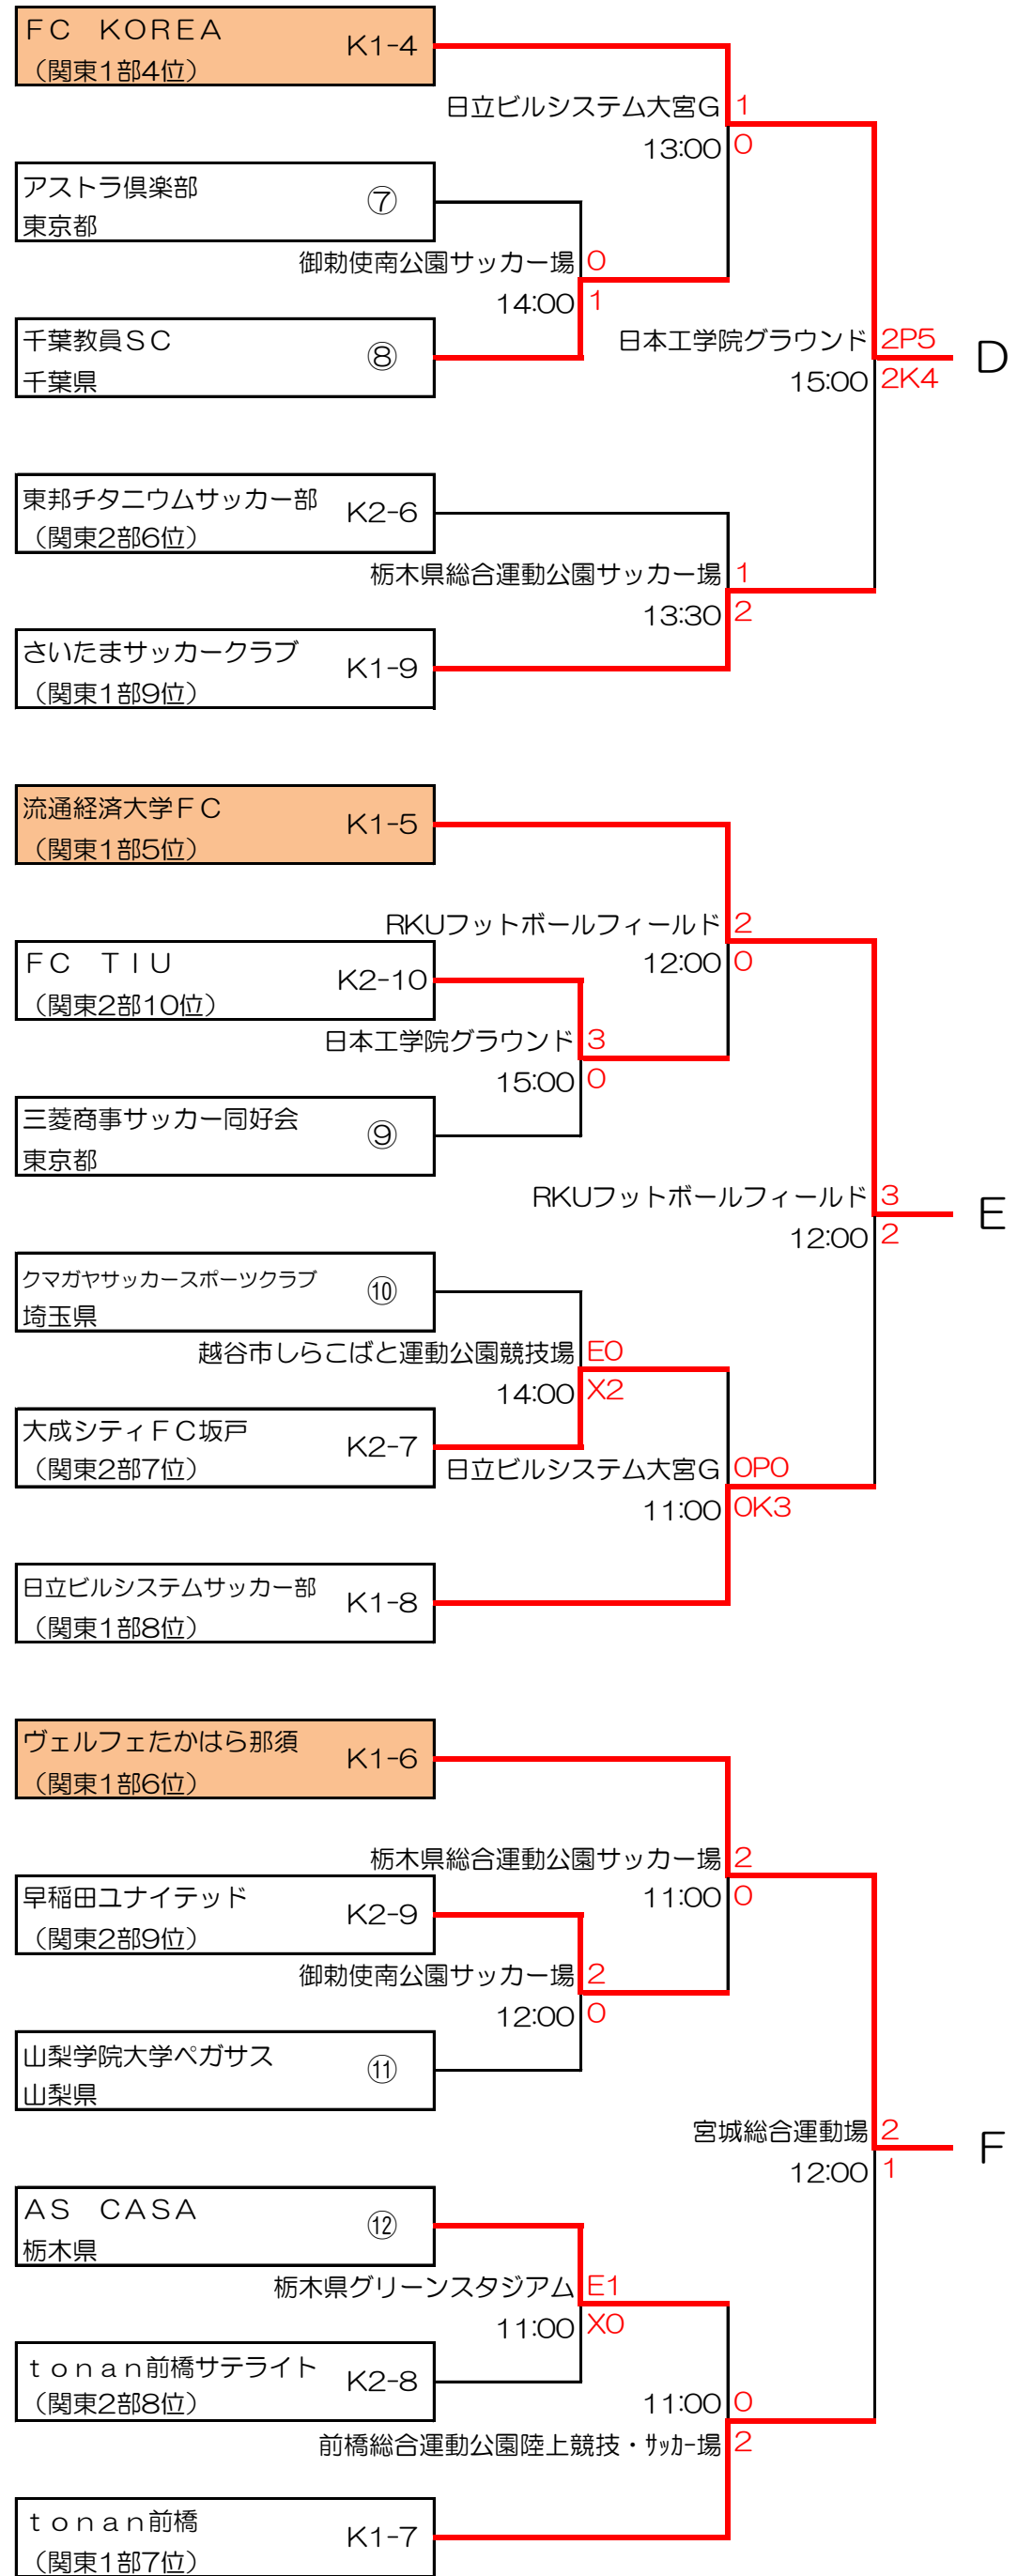 ＦＣ　ＫＯＲＥＡ
（関東1部4位）
K1-4
日立ビルシステム大宮G
1
13:00
0
アストラ倶楽部
東京都
⑦
御勅使南公園サッカー場
0
14:00
1
千葉教員ＳＣ
千葉県
⑧
日本工学院グラウンド
2P5
15:00
2K4
D
東邦チタニウムサッカー部
（関東2部6位）
K2-6
栃木県総合運動公園サッカー場
1
13:30
2
さいたまサッカークラブ
（関東1部9位）
K1-9
流通経済大学ＦＣ
（関東1部5位）
K1-5
RKUフットボールフィールド
2
12:00
0
ＦＣ　ＴＩＵ
（関東2部10位）
K2-10
日本工学院グラウンド
3
15:00
0
三菱商事サッカー同好会
東京都
⑨
RKUフットボールフィールド
3
12:00
2
E
クマガヤサッカースポーツクラブ
埼玉県
⑩
越谷市しらこばと運動公園競技場
E0
14:00
X2
大成シティＦＣ坂戸
（関東2部7位）
K2-7
日立ビルシステム大宮G
0P0
11:00
0K3
日立ビルシステムサッカー部
（関東1部8位）
K1-8
ヴェルフェたかはら那須
（関東1部6位）
K1-6
栃木県総合運動公園サッカー場
2
11:00
0
早稲田ユナイテッド
（関東2部9位）
K2-9
御勅使南公園サッカー場
2
12:00
0
山梨学院大学ペガサス
山梨県
⑪
宮城総合運動場
2
12:00
1
F
ＡＳ　ＣＡＳＡ
栃木県
⑫
栃木県グリーンスタジアム
E1
11:00
X0
ｔｏｎａｎ前橋サテライト
（関東2部8位）
K2-8
11:00
0
前橋総合運動公園陸上競技・ｻｯｶｰ場
2
ｔｏｎａｎ前橋
（関東1部7位）
K1-7